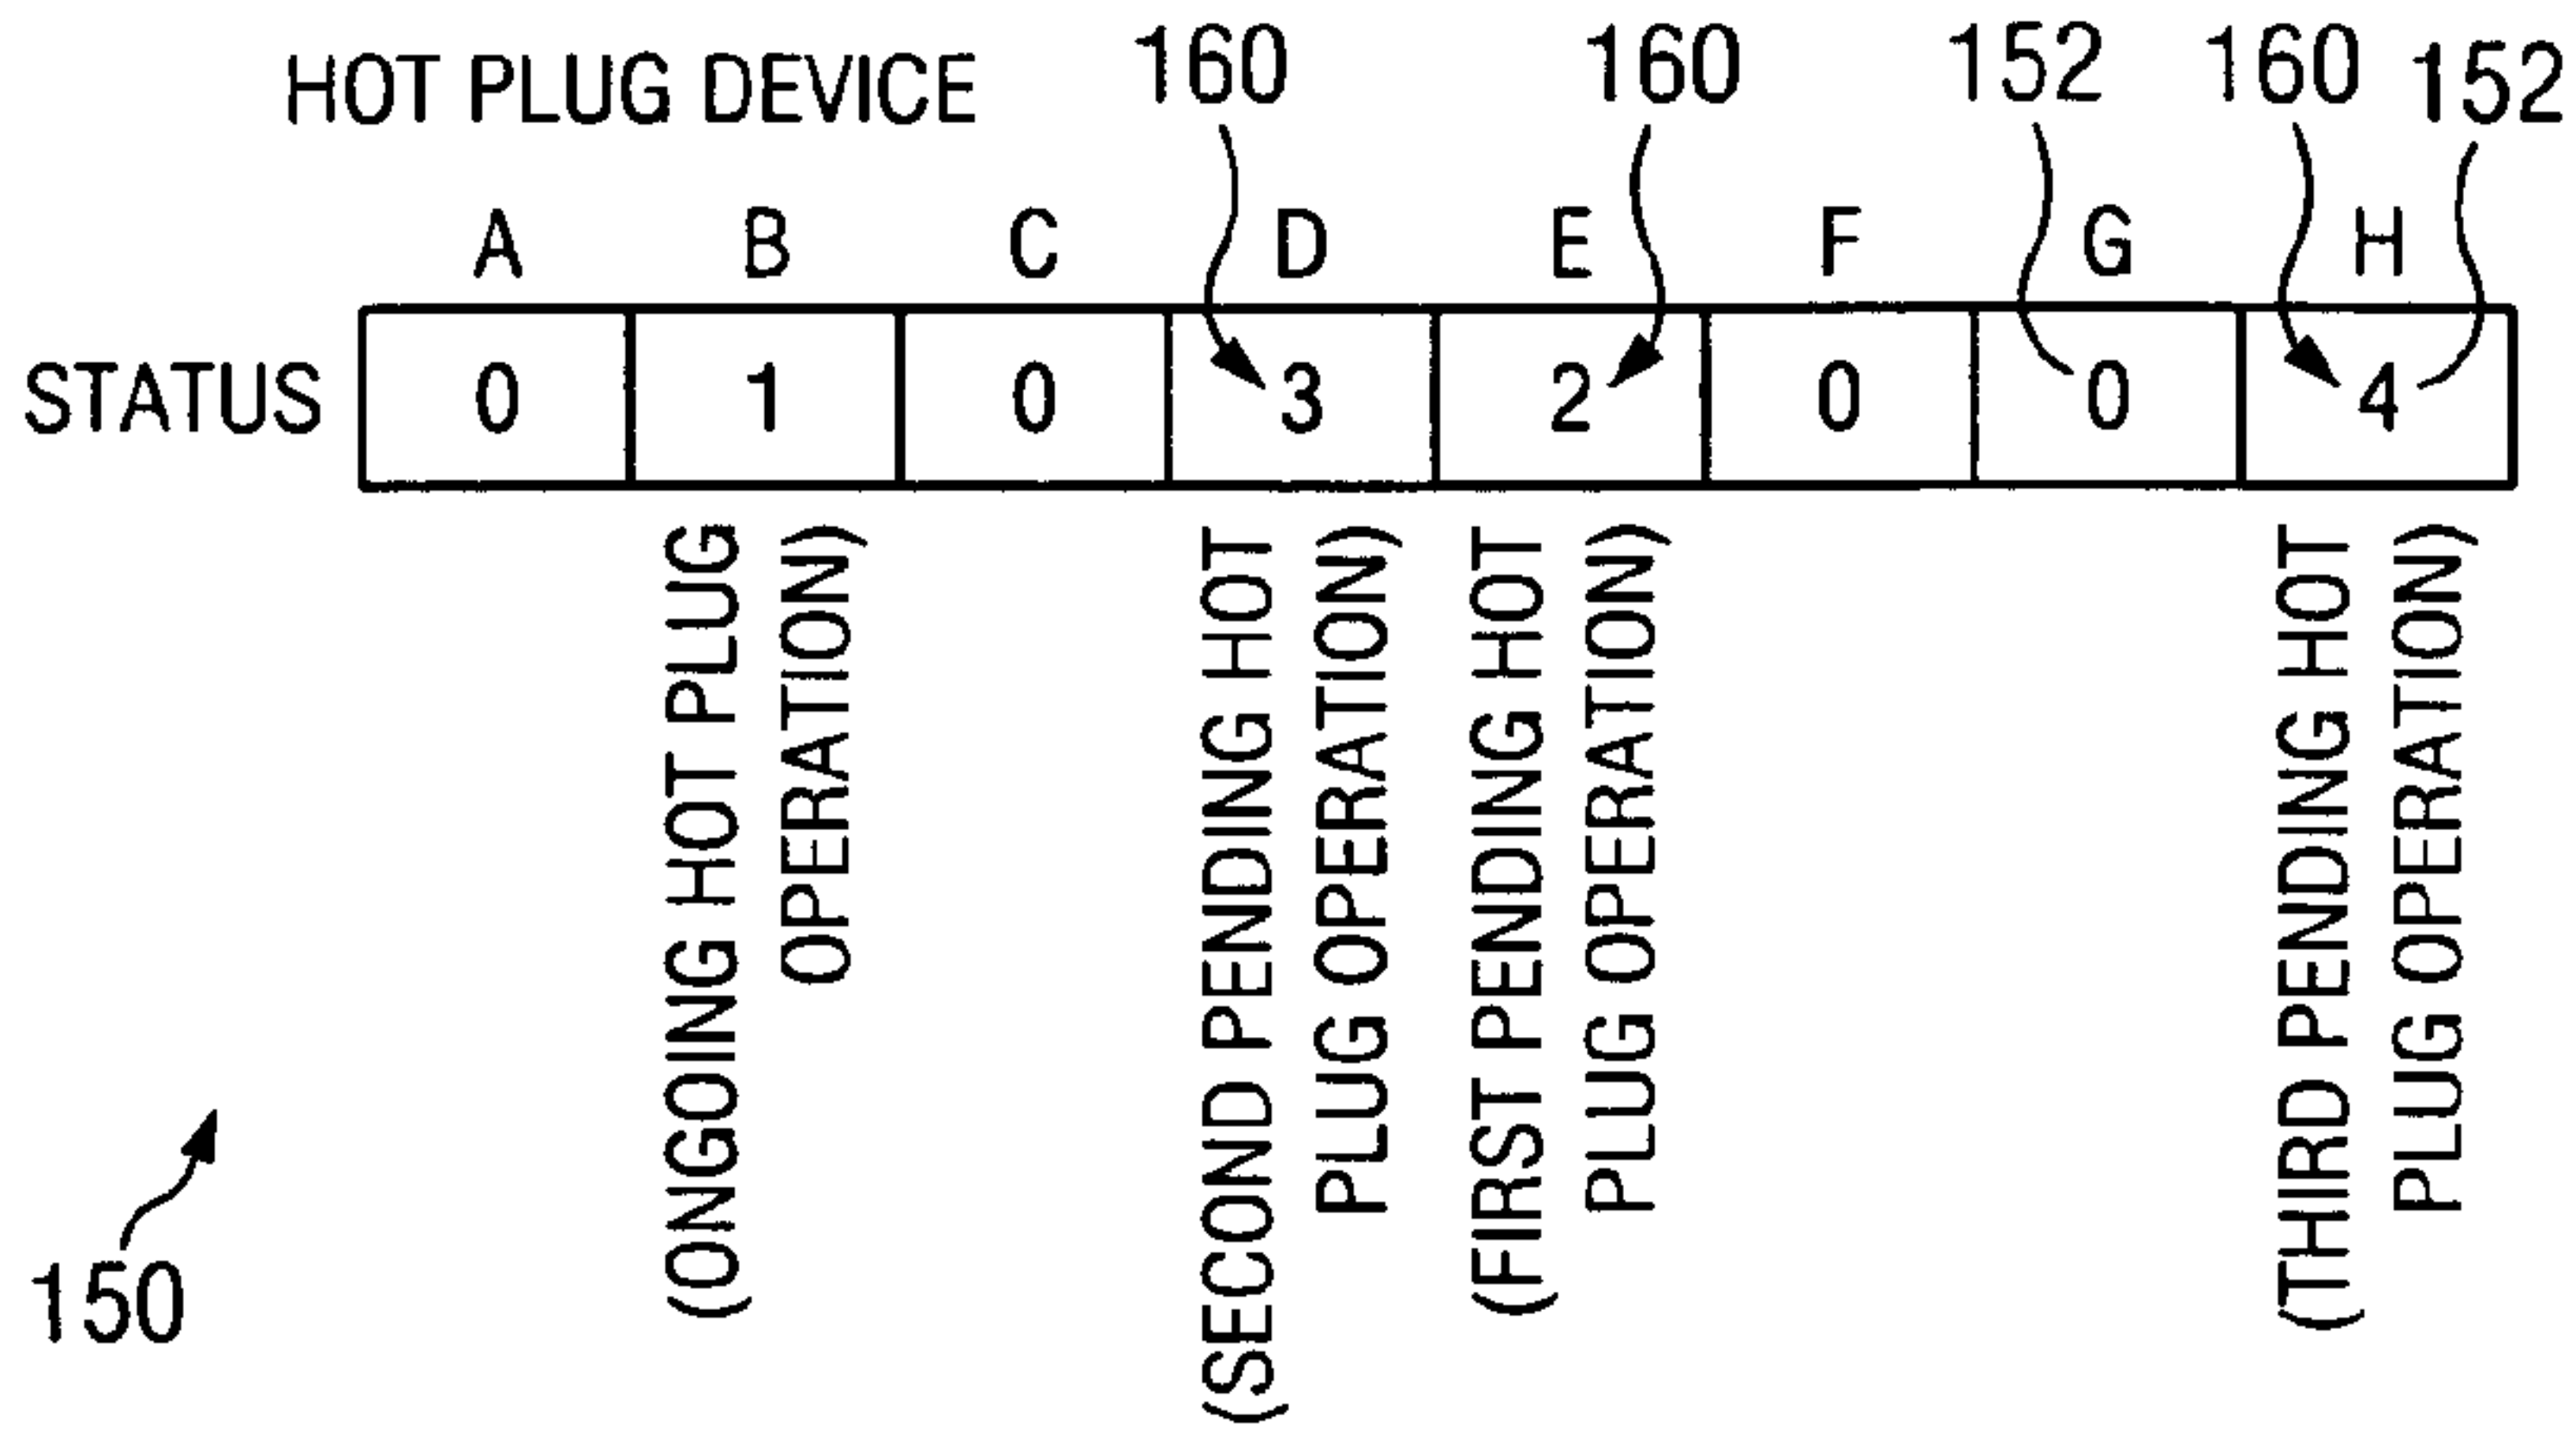 HOT PLUG DEVICE 160 160 152 160 152
A B C D E F G H
STATUS 0 1 0 3 2 0 0 4
(ONGOING HOT PLUG
OPERATION)
(SECOND PENDING HOT
PLUG OPERATION)
(FIRST PENDING HOT
PLUG OPERATION)
(THIRD PENDING HOT
PLUG OPERATION)
150